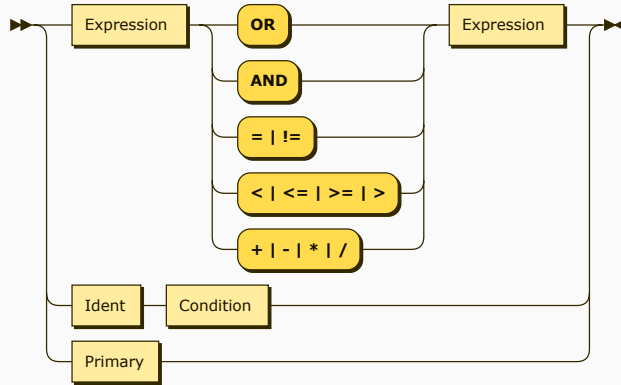 Expression OR Expression
AND
= | !=
< | <= | >= | >
+ | - | * | /
Ident Condition
Primary